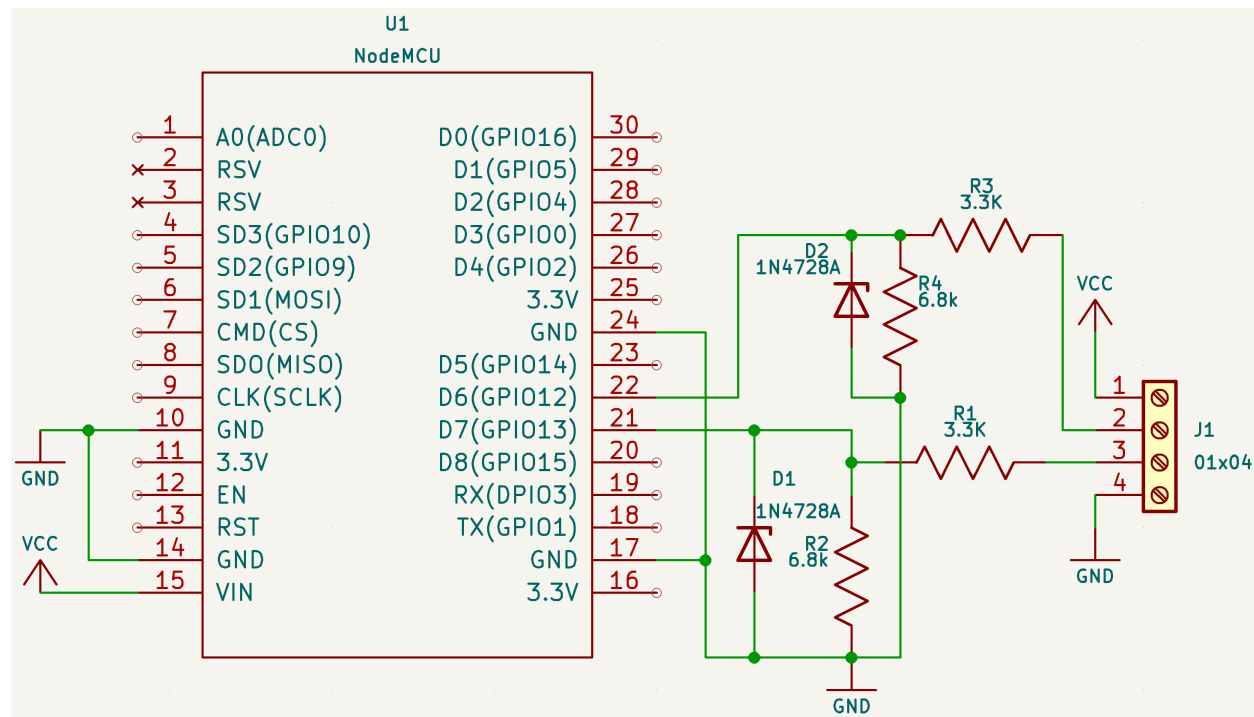 U1
NodeMCU
1 A0(ADC0)
2 RSV
3 RSV
4 SD3(GPIO10)
5 SD2(GPIO9)
6 SD1(MOSI)
7 CMD(CS)
8 SDO(MISO)
9 CLK(SCLK)
10 GND
11 3.3V
12 EN
13 RST
14 GND
15 VIN
GND
VCC
D0(GPIO16) 30
D1(GPIO5) 29
D2(GPIO4) 28
D3(GPIO0) 27
D4(GPIO2) 26
3.3V 25
GND 24
D5(GPIO14) 23
D6(GPIO12) 22
D7(GPIO13) 21
D8(GPIO15) 20
RX(DPIO3) 19
TX(GPIO1) 18
GND 17
3.3V 16
R3
3.3K
D2
1N4728A
R4
6.8k
R1
3.3K
D1
1N4728A
R2
6.8k
GND
VCC
1
2
3
4
J1
01x04
GND